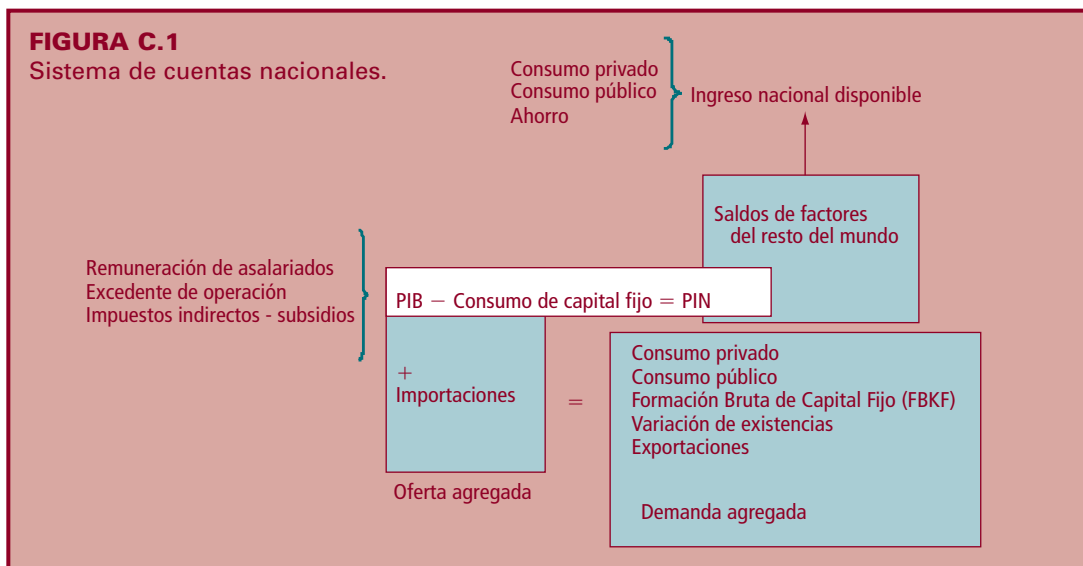 FIGURA C.1
Sistema de cuentas nacionales.
Consumo privado
Consumo público
Ahorro
Ingreso nacional disponible
Saldos de factores
del resto del mundo
Remuneración de asalariados
Excedente de operación
Impuestos indirectos - subsidios
PIB − Consumo de capital fijo = PIN
+
Importaciones
=
Consumo privado
Consumo público
Formación Bruta de Capital Fijo (FBKF)
Variación de existencias
Exportaciones
Oferta agregada
Demanda agregada